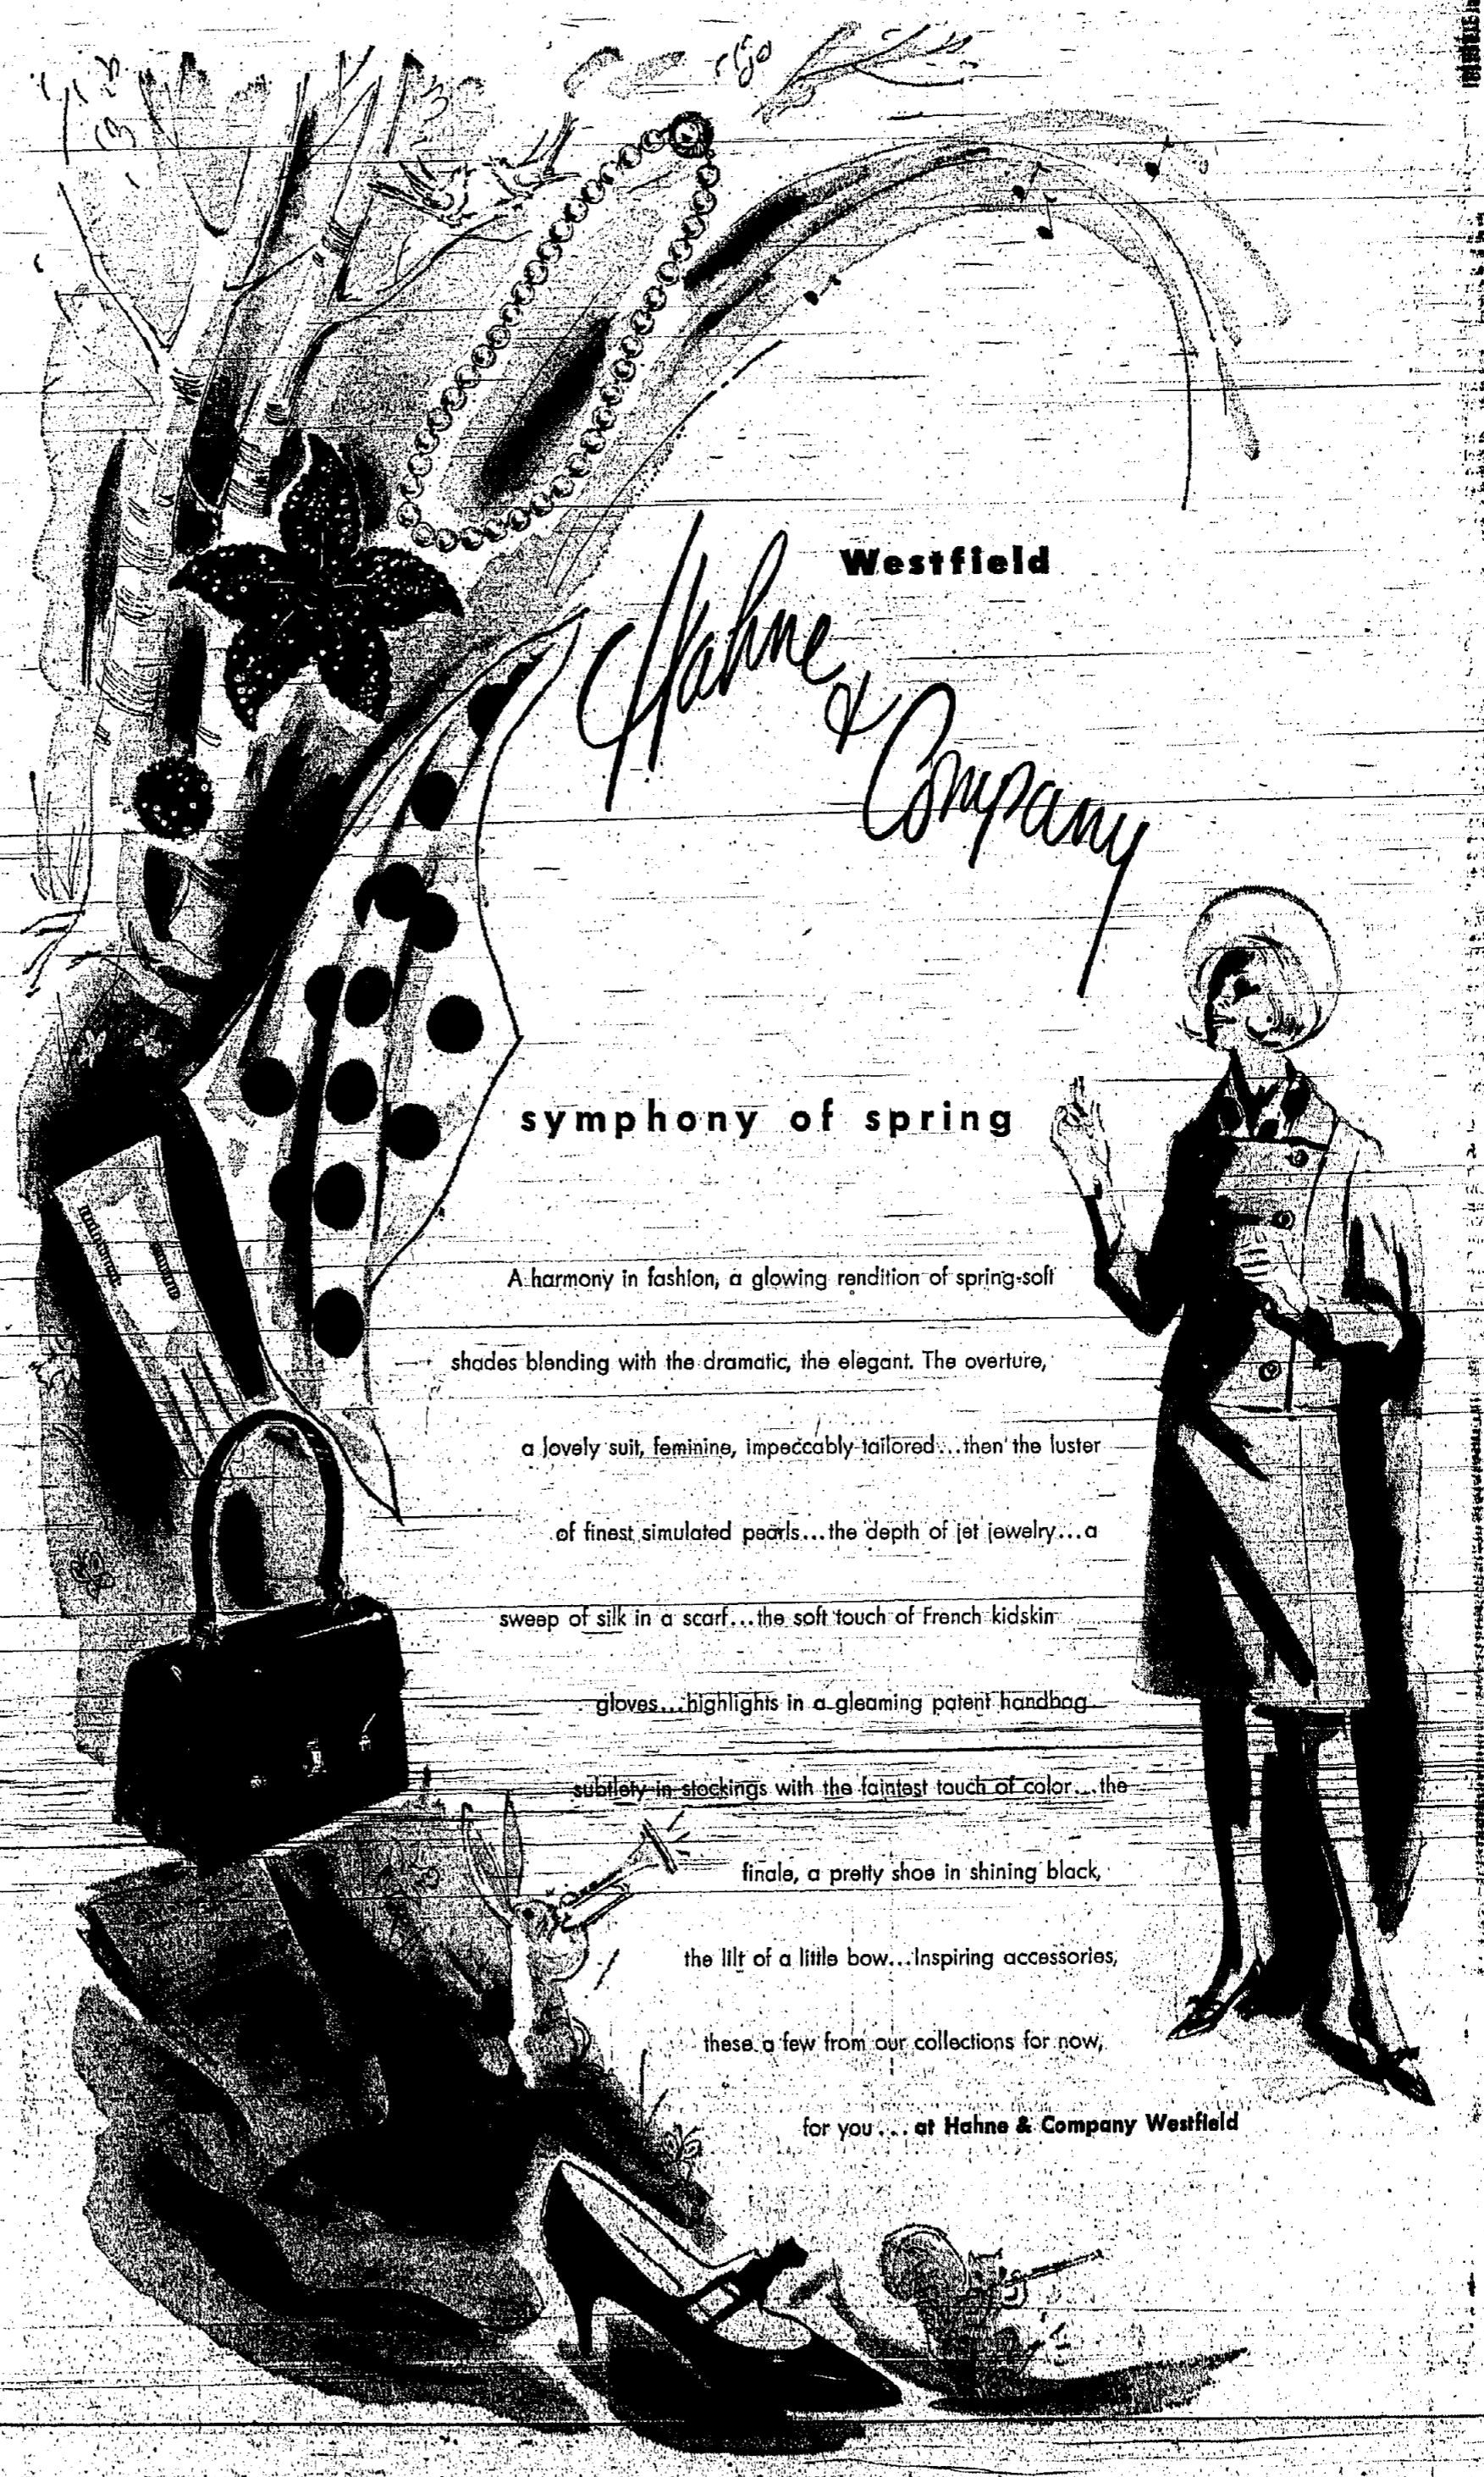 Westfield
Hahne
&
Company
symphony of spring
A harmony in fashion, a glowing rendition of spring-soft
shades blending with the dramatic, the elegant. The overture,
a lovely suit, feminine, impeccably tailored...then the luster
of finest simulated pearls...the depth of jet jewelry...a
sweep of silk in a scarf...the soft touch of French kidskin
gloves...highlights in a gleaming patent handbag
subtlety in stockings with the faintest touch of color...the
finale, a pretty shoe in shining black,
the lilt of a little bow...Inspiring accessories,
these a few from our collections for now,
for you... at Hahne & Company Westfield